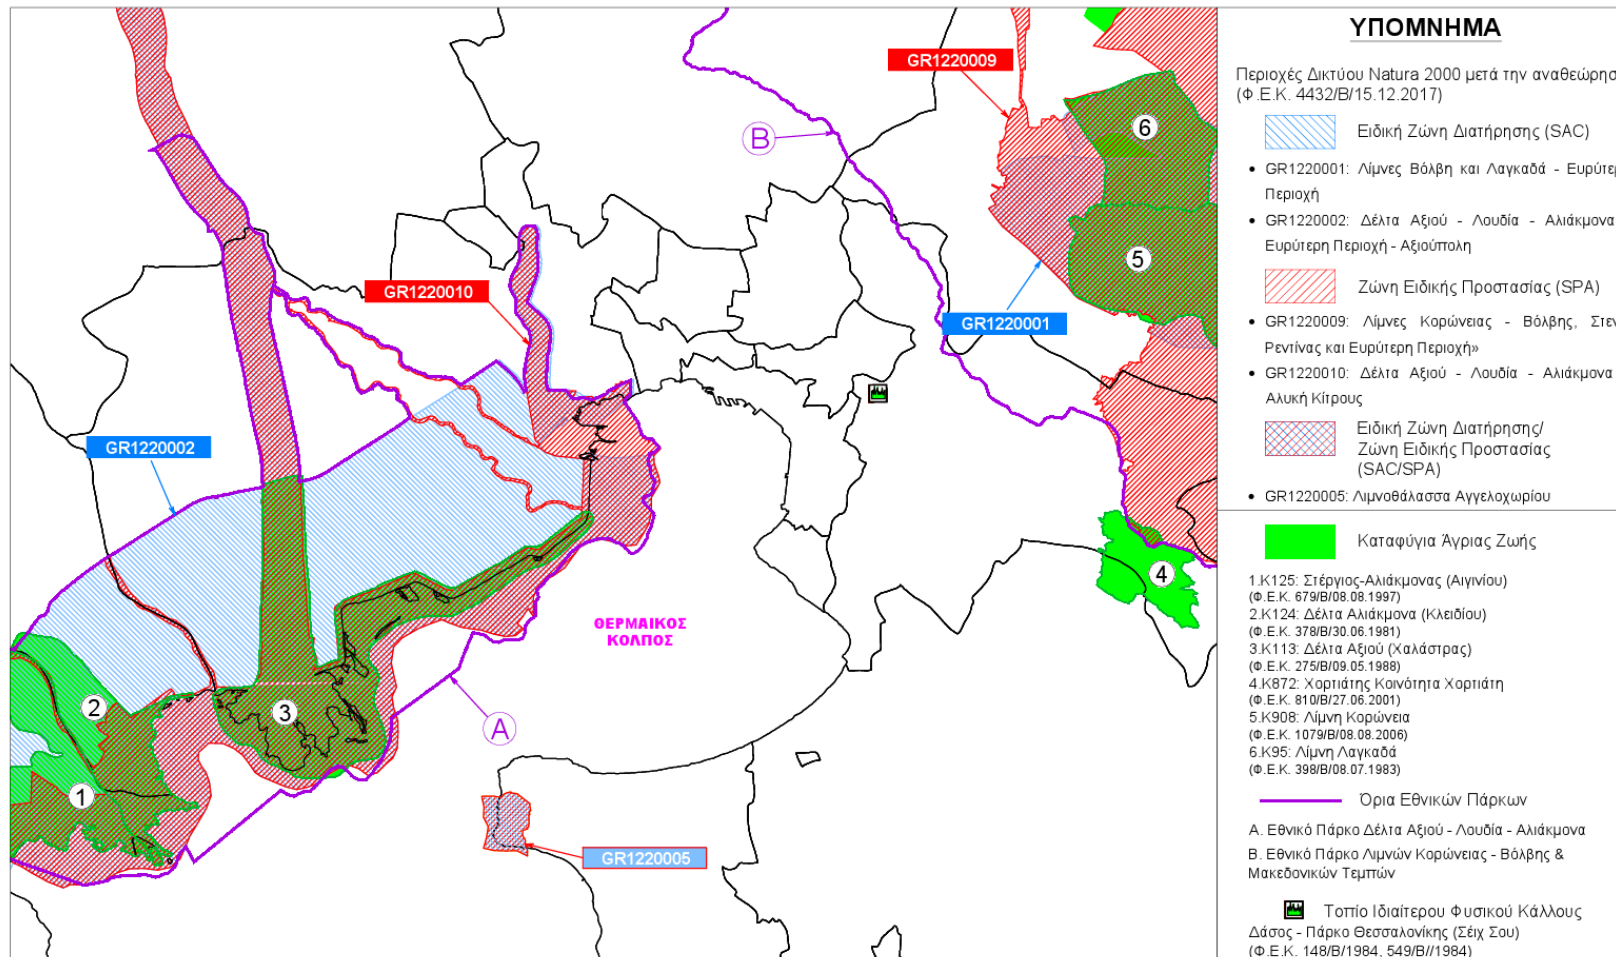 GR1220009
B
6
5
GR1220010
GR1220001
GR1220002
4
ΘΕΡΜΑΙΚΟΣ
ΚΟΛΠΟΣ
2
3
A
1
GR1220005
ΥΠΟΜΝΗΜΑ
Περιοχές Δικτύου Natura 2000 μετά την αναθεώρησ
(Φ.Ε.Κ. 4432/Β/15.12.2017)
Ειδική Ζώνη Διατήρησης (SAC)
• GR1220001: Λίμνες Βόλβη και Λαγκαδά - Ευρύτερ
Περιοχή
• GR1220002: Δέλτα Αξιού - Λουδία - Αλιάκμονα
Ευρύτερη Περιοχή - Αξιούπολη
Ζώνη Ειδικής Προστασίας (SPA)
• GR1220009: Λίμνες Κορώνειας - Βόλβης, Στεν
Ρεντίνας και Ευρύτερη Περιοχή»
• GR1220010: Δέλτα Αξιού - Λουδία - Αλιάκμονα
Αλυκή Κίτρους
Ειδική Ζώνη Διατήρησης/
Ζώνη Ειδικής Προστασίας
(SAC/SPA)
• GR1220005: Λιμνοθάλασσα Αγγελοχωρίου
Καταφύγια Άγριας Ζωής
1.Κ125: Στέργιος-Αλιάκμονας (Αιγινίου)
(Φ.Ε.Κ. 679/Β/08.08.1997)
2.Κ124: Δέλτα Αλιάκμονα (Κλειδίου)
(Φ.Ε.Κ. 378/Β/30.06.1981)
3.Κ113: Δέλτα Αξιού (Χαλάστρας)
(Φ.Ε.Κ. 275/Β/09.05.1988)
4.Κ872: Χορτιάτης Κοινότητα Χορτιάτη
(Φ.Ε.Κ. 810/Β/27.06.2001)
5.Κ908: Λίμνη Κορώνεια
(Φ.Ε.Κ. 1079/Β/08.08.2006)
6.Κ95: Λίμνη Λαγκαδά
(Φ.Ε.Κ. 398/Β/08.07.1983)
Όρια Εθνικών Πάρκων
Α. Εθνικό Πάρκο Δέλτα Αξιού - Λουδία - Αλιάκμονα
Β. Εθνικό Πάρκο Λιμνών Κορώνειας - Βόλβης &
Μακεδονικών Τεμπών
Τοπίο Ιδιαίτερου Φυσικού Κάλλους
Δάσος - Πάρκο Θεσσαλονίκης (Σέιχ Σου)
(Φ.Ε.Κ. 148/Β/1984, 549/Β//1984)